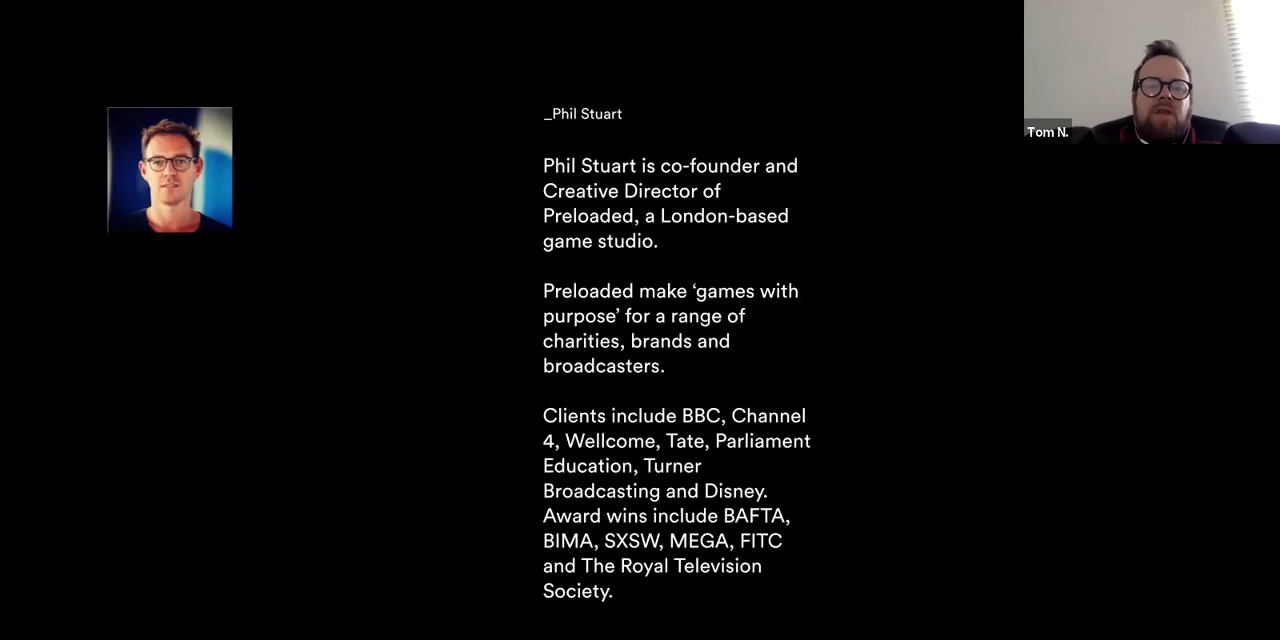 _Phil Stuart
Phil Stuart is co-founder and
Creative Director of
Preloaded, a London-based
game studio.
Preloaded make ‘games with
purpose’ for a range of
charities, brands and
broadcasters.
Clients include BBC, Channel
4, Wellcome, Tate, Parliament
Education, Turner
Broadcasting and Disney.
Award wins include BAFTA,
BIMA, SXSW, MEGA, FITC
and The Royal Television
Society.
Tom N.